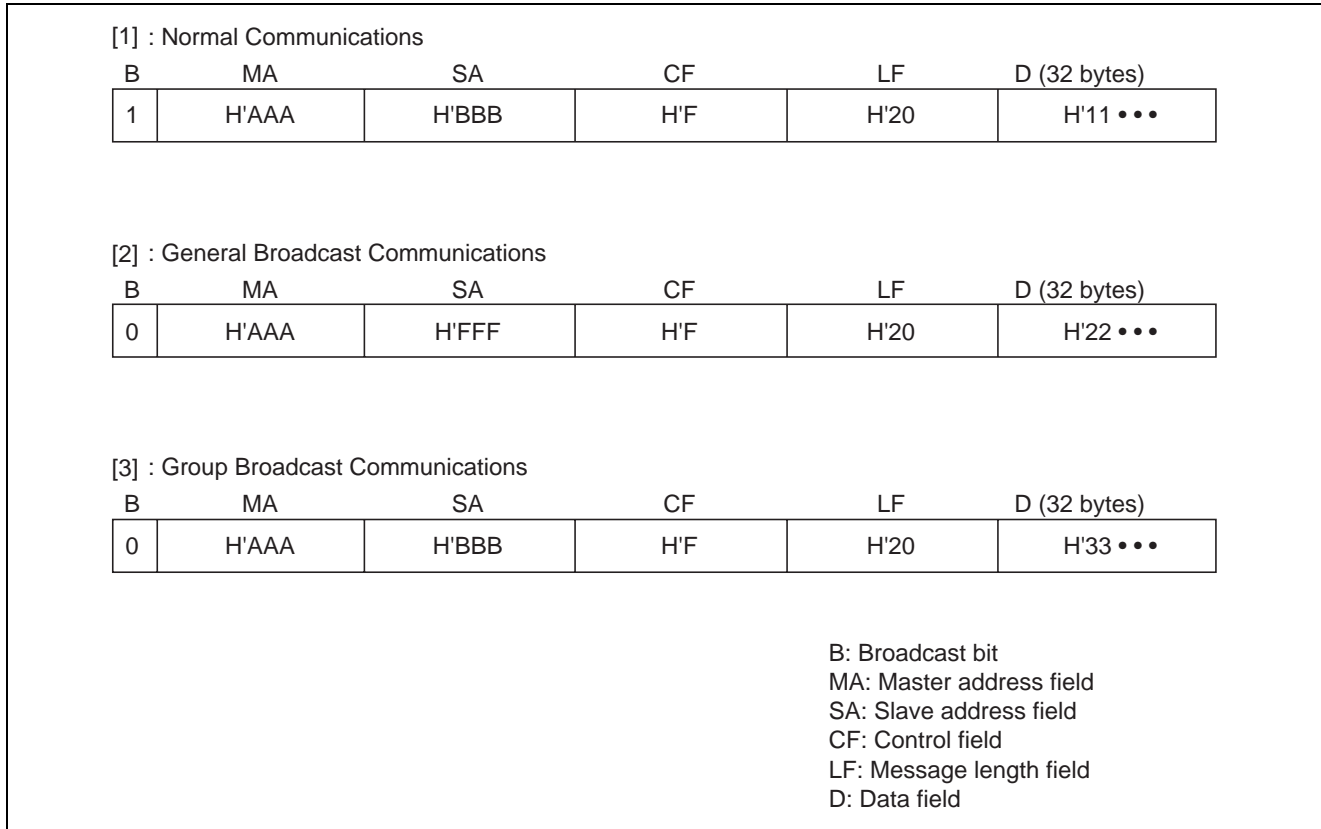 [1] : Normal Communications
B MA SA CF LF D (32 bytes)
1 H'AAA H'BBB H'F H'20 H'11 •••
[2] : General Broadcast Communications
B MA SA CF LF D (32 bytes)
0 H'AAA H'FFF H'F H'20 H'22 •••
[3] : Group Broadcast Communications
B MA SA CF LF D (32 bytes)
0 H'AAA H'BBB H'F H'20 H'33 •••
B: Broadcast bit
MA: Master address field
SA: Slave address field
CF: Control field
LF: Message length field
D: Data field